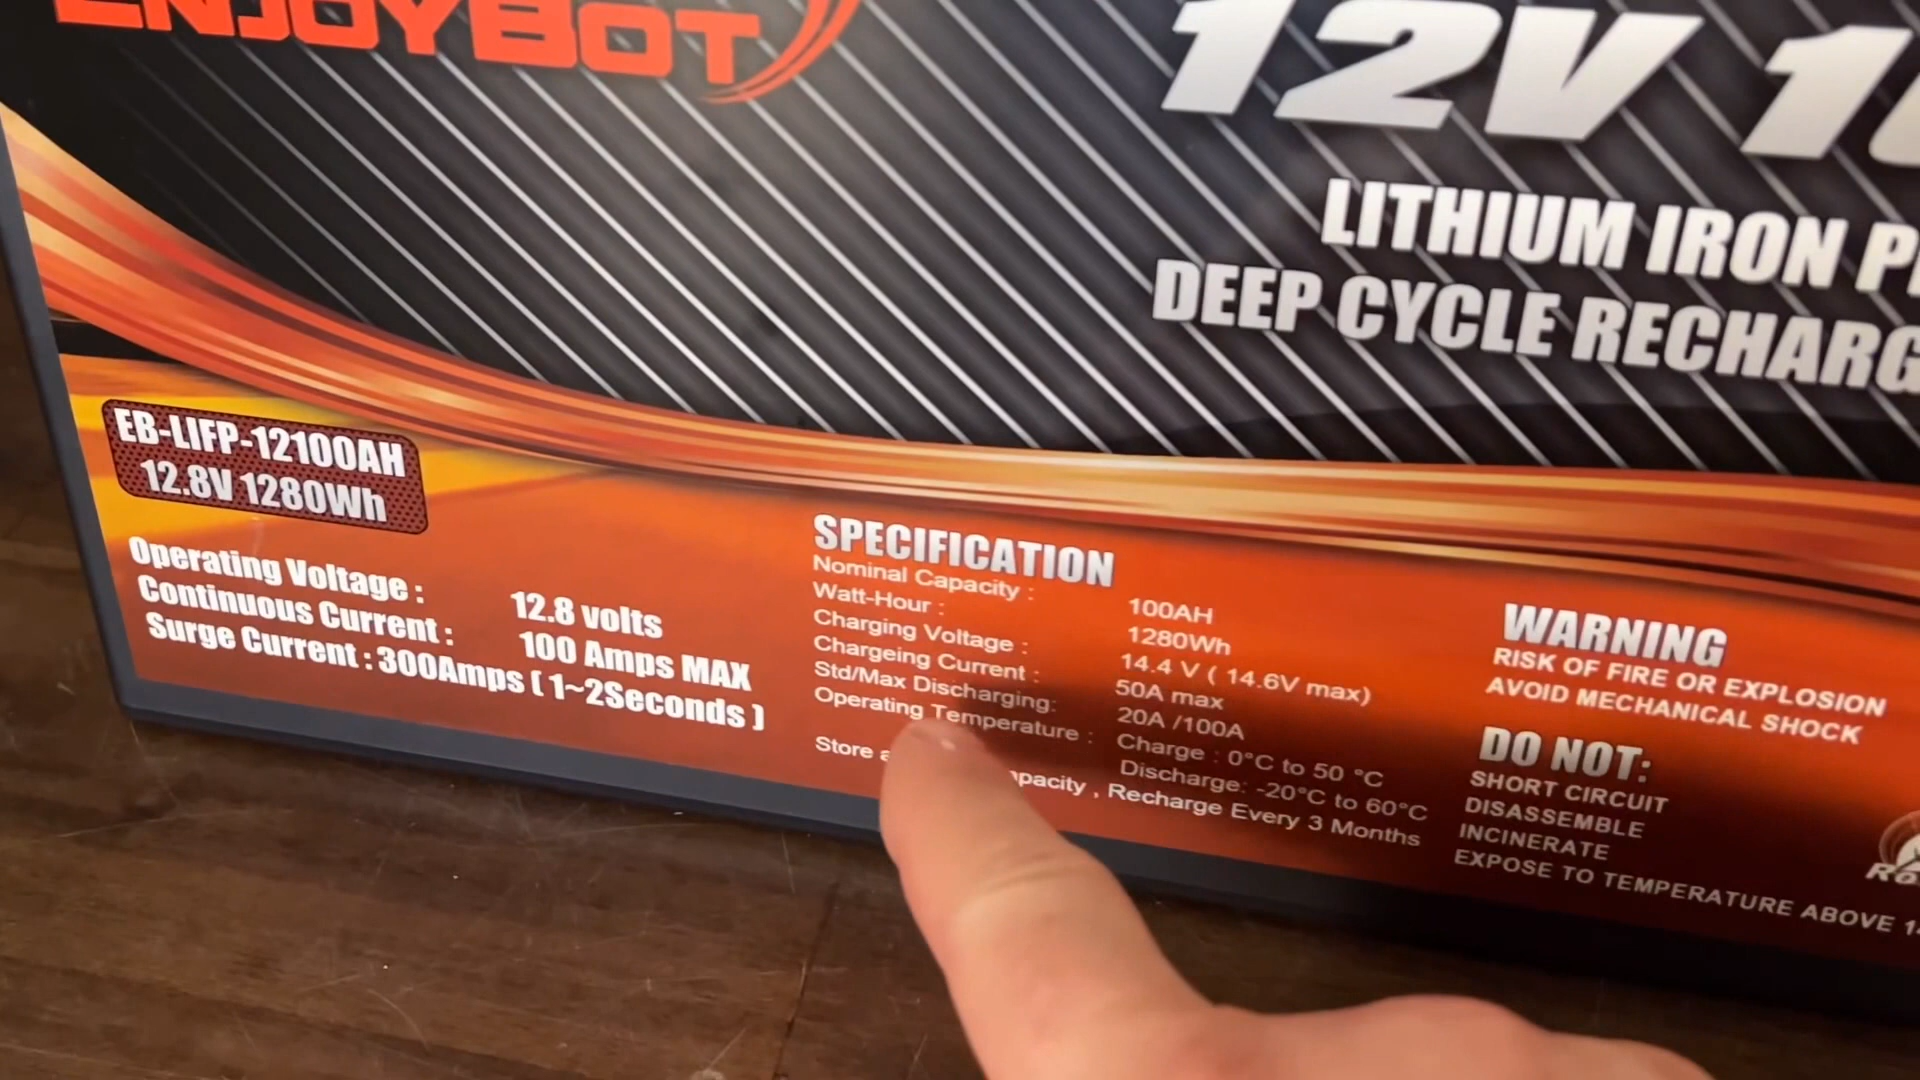 ENJOYBOT
12V
LITHIUM IRON
DEEP CYCLE
EB-LIFP-12100AH
12.8V 1280Wh
Operating Voltage : 12.8 volts
Continuous Current : 100 Amps MAX
Surge Current : 300Amps ( 1~2Seconds )
SPECIFICATION
Nominal Capacity : 100AH
Watt-Hour : 1280Wh
Charging Voltage : 14.4 V ( 14.6V max)
Chargeing Current : 50A max
Std/Max Discharging: 20A /100A
Operating Temperature : Charge : 0°C to 50 °C
Discharge: -20°C to 60°C
Store , Recharge Every 3 Months
WARNING
RISK OF FIRE OR EXPLOSION
AVOID MECHANICAL SHOCK
DO NOT:
SHORT CIRCUIT
DISASSEMBLE
INCINERATE
EXPOSE TO TEMPERATURE ABOVE